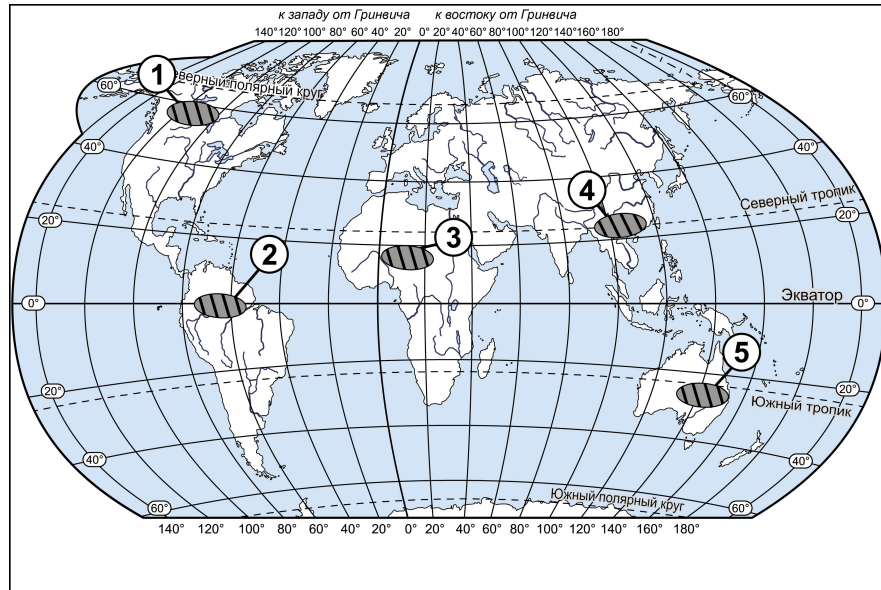 к западу от Гринвича к востоку от Гринвича
140° 120° 100° 80° 60° 40° 20° 0° 20° 40° 60° 80° 100° 120° 140° 160° 180°
1
Северный полярный круг
60° 60°
40° 40°
4
Северный тропик
20° 20°
3
2
Экватор
0° 0°
5
20° 20°
Южный тропик
40° 40°
Южный полярный круг
60° 60°
140° 120° 100° 80° 60° 40° 20° 0° 20° 40° 60° 80° 100° 120° 140° 160° 180°